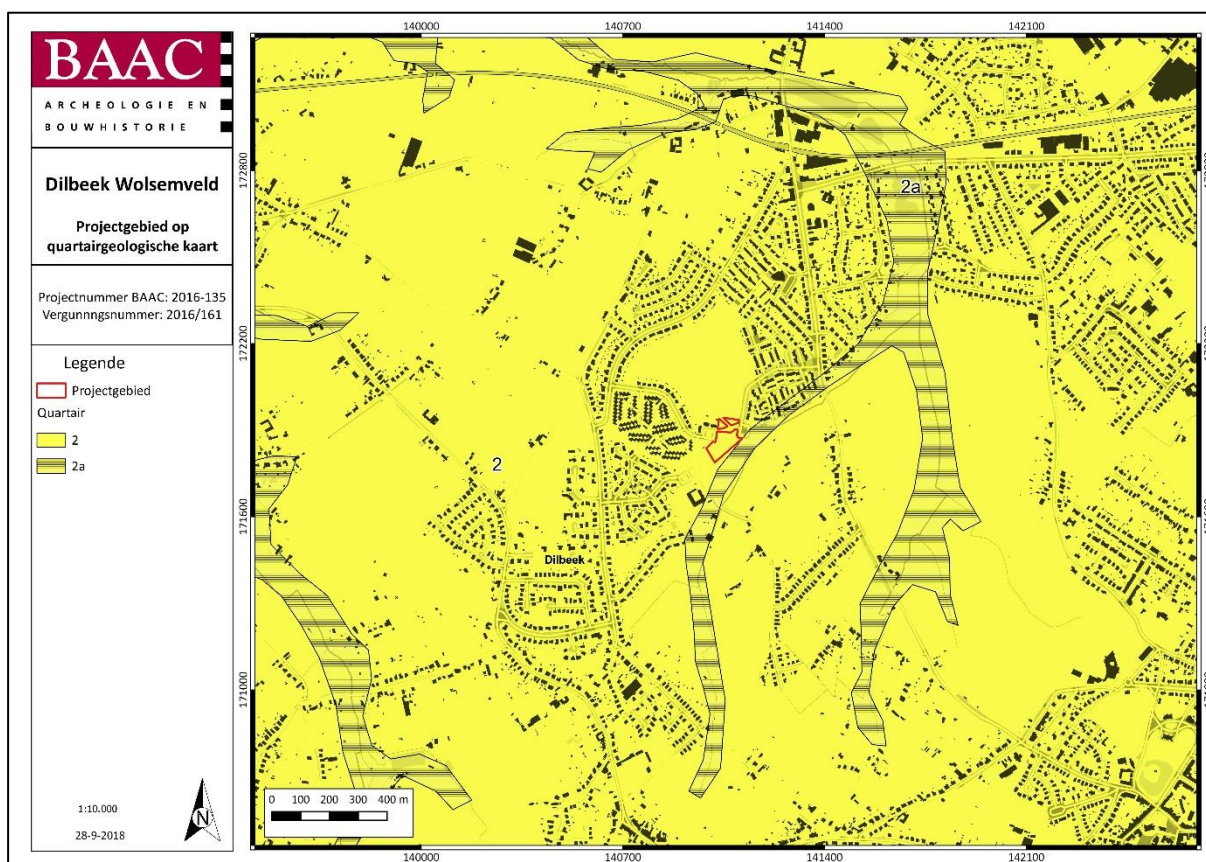 BAAC
ARCHEOLOGIE EN
BOUWHISTORIE
Dilbeek Wolsemveld
Projectgebied op
quartairgeologische kaart
Projectnummer BAAC: 2016-135
Vergunnngsnummer: 2016/161
Legende
Projectgebied
Quartair
2
2a
1:10.000
28-9-2018
N
140000
140700
141400
142100
172800
172200
171600
171000
2a
2
Dilbeek
0 100 200 300 400 m
171000
140000
140700
141400
142100